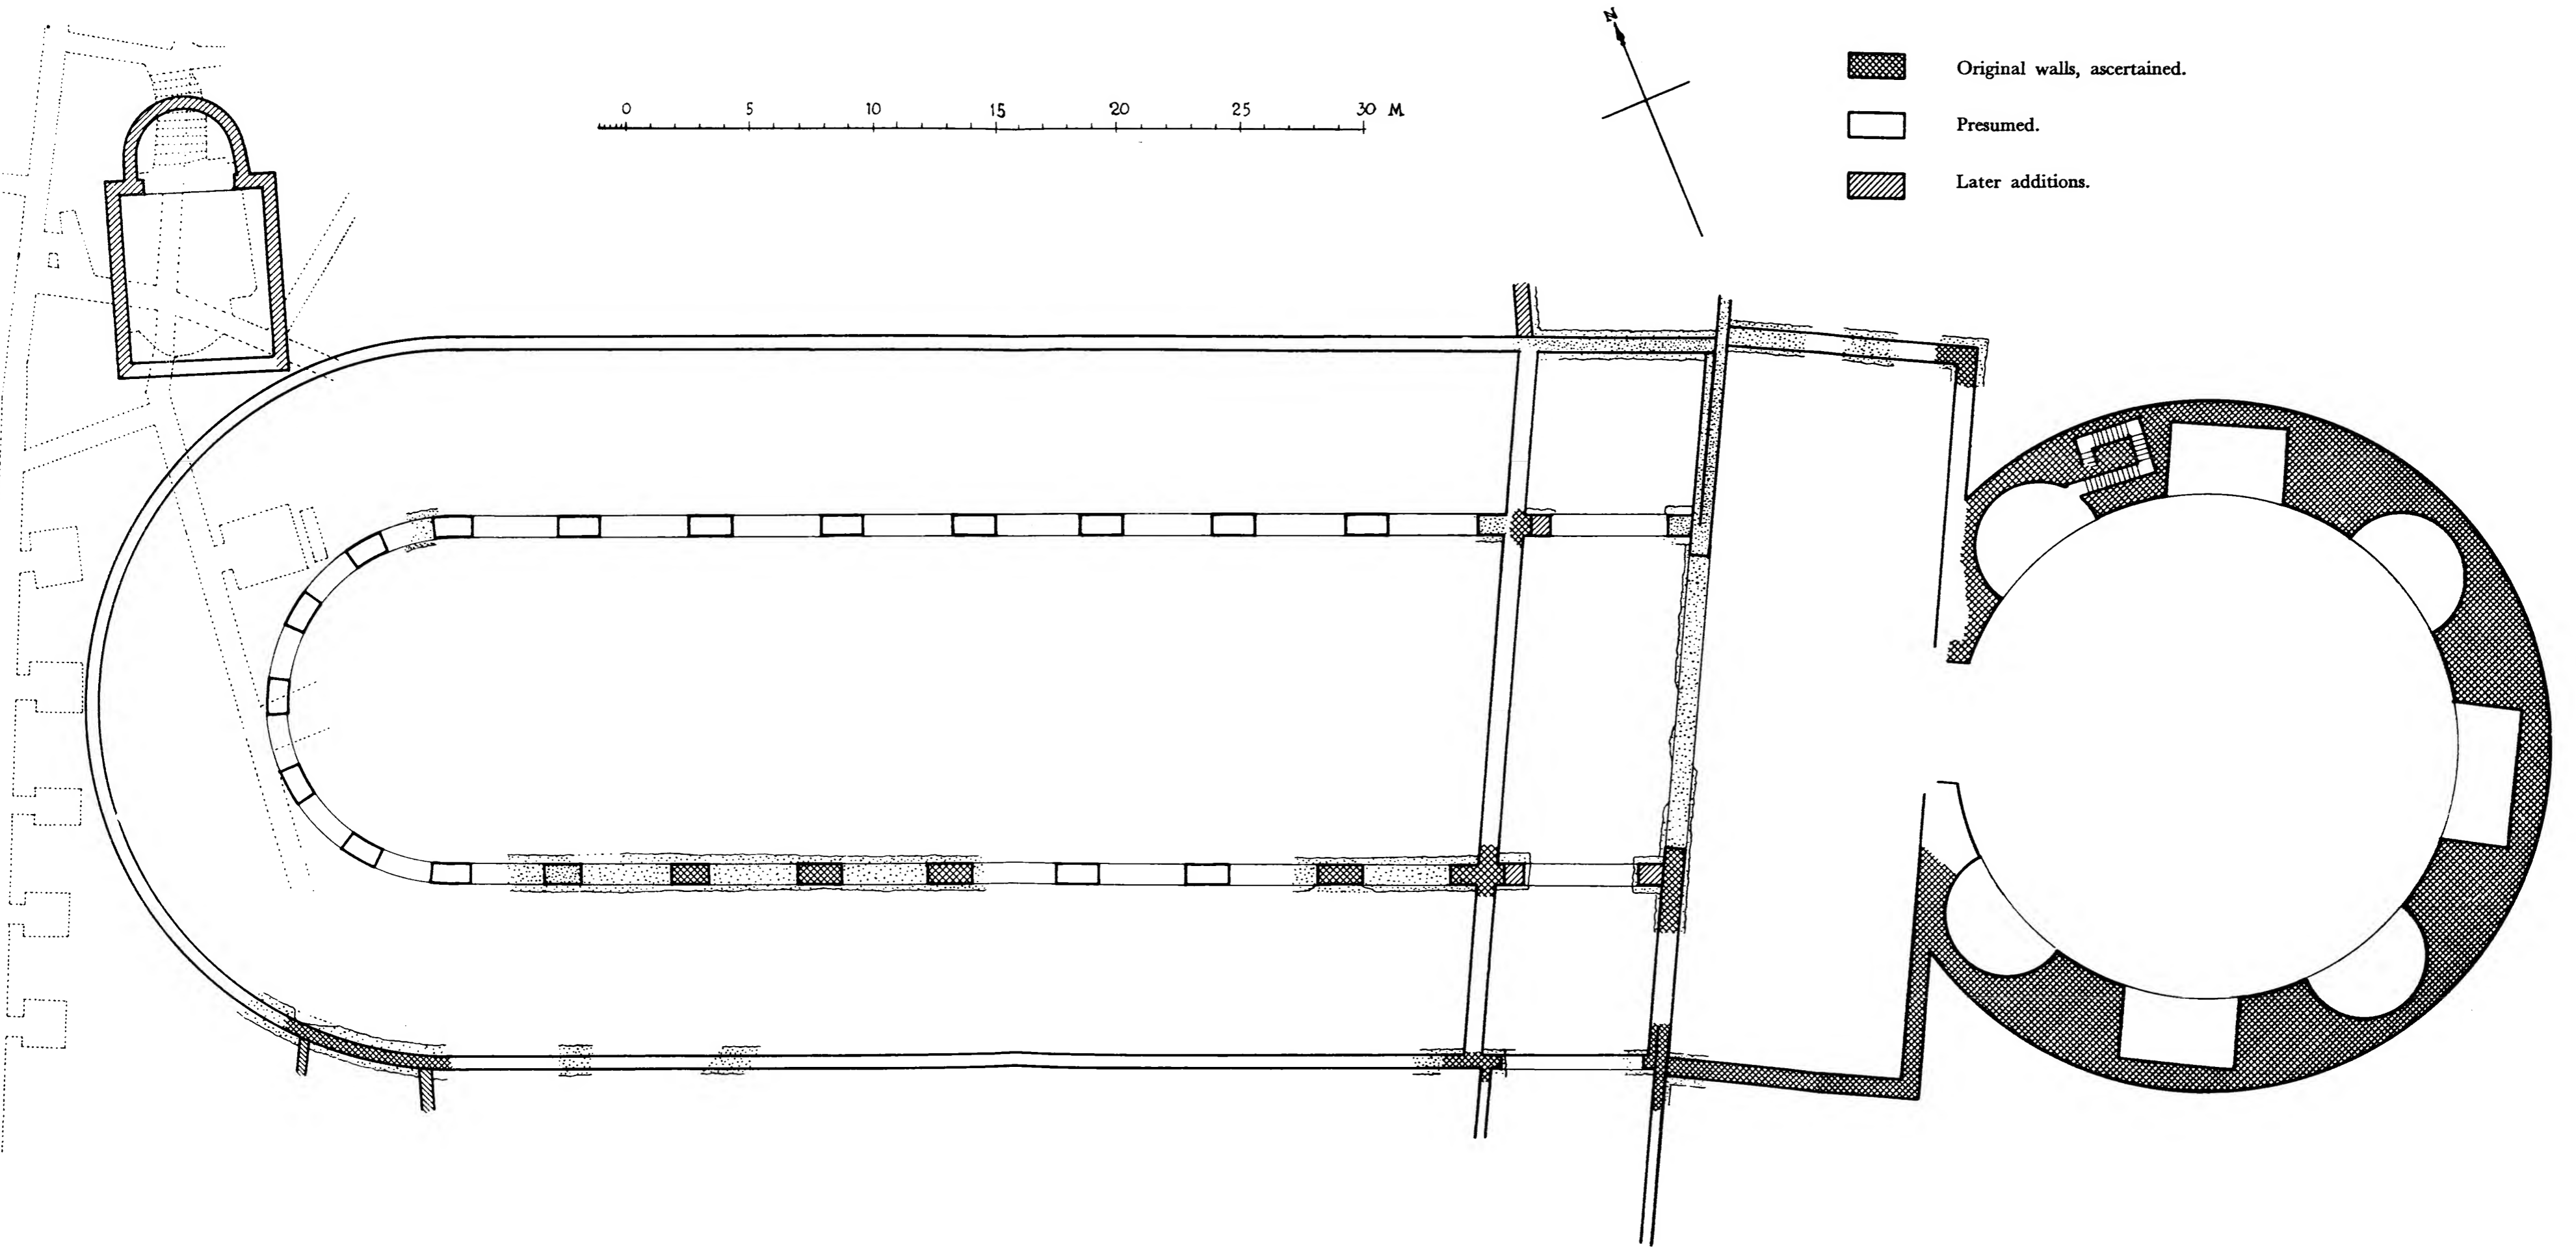 N
0 5 10 15 20 25 30 M
Original walls, ascertained.
Presumed.
Later additions.